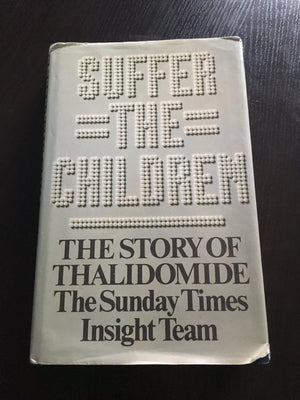 SUFFER
=THE=
CHILDREN
THE STORY OF
THALIDOMIDE
The Sunday Times
Insight Team